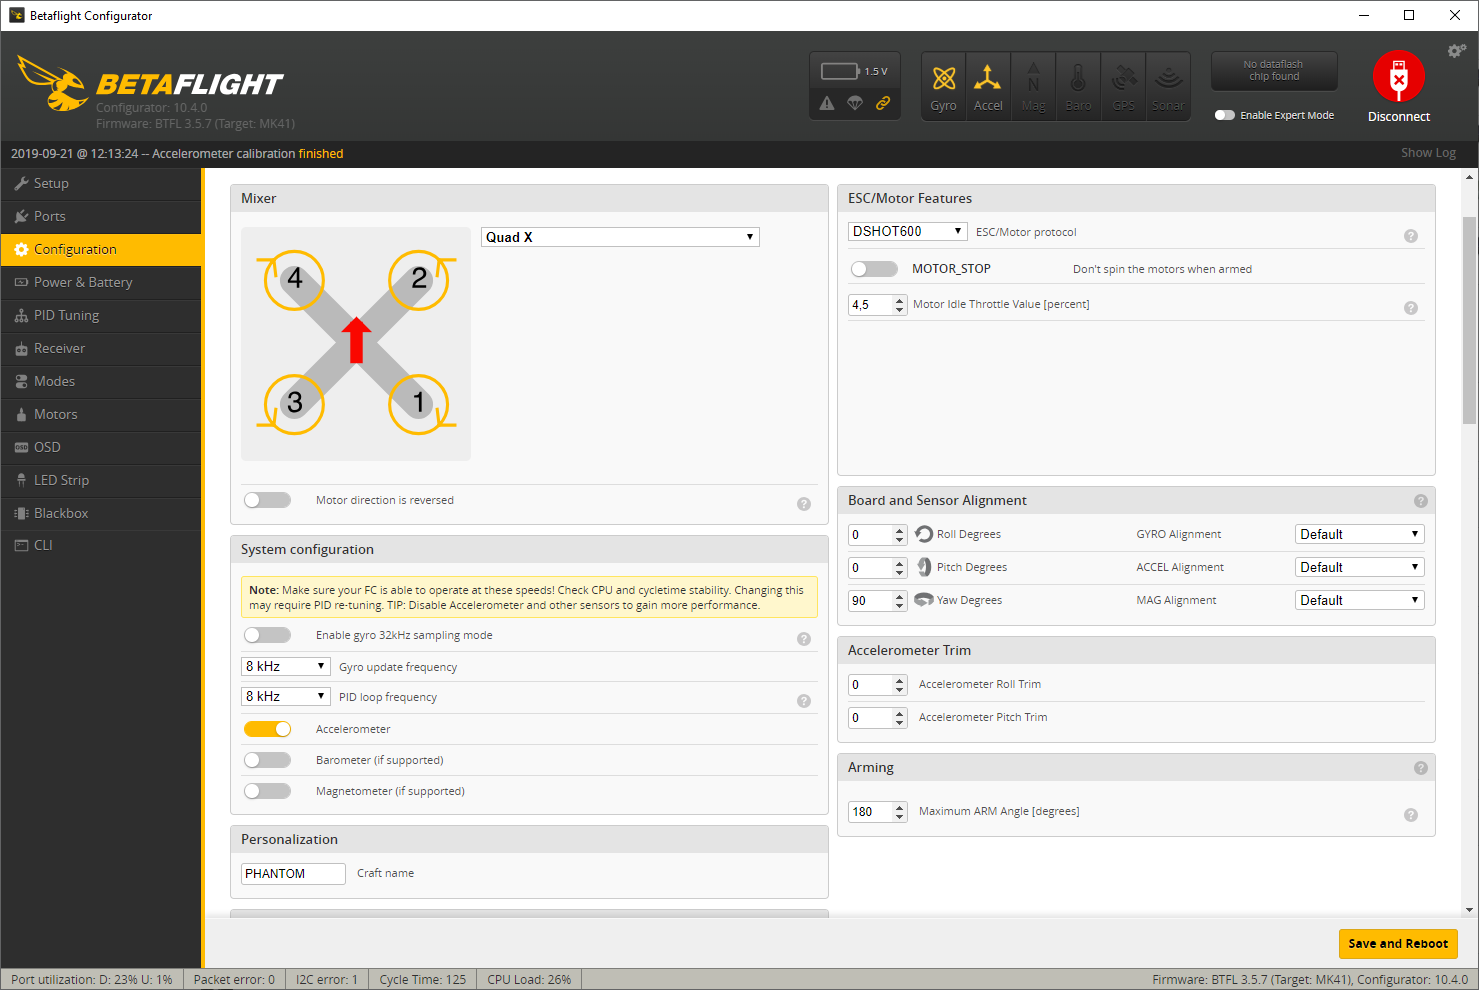 Betaflight Configurator
BETAFLIGHT
Configurator: 10.4.0
Firmware: BTFL 3.5.7 (Target: MK41)
1.5 V
Gyro
Accel
Mag
Baro
GPS
Sonar
No dataflash
chip found
Enable Expert Mode
Disconnect
2019-09-21 @ 12:13:24 -- Accelerometer calibration finished
Show Log
Setup
Ports
Configuration
Power & Battery
PID Tuning
Receiver
Modes
Motors
OSD
LED Strip
Blackbox
CLI
Mixer
Quad X
4
2
3
1
Motor direction is reversed
System configuration
Note: Make sure your FC is able to operate at these speeds! Check CPU and cycletime stability. Changing this
may require PID re-tuning. TIP: Disable Accelerometer and other sensors to gain more performance.
Enable gyro 32kHz sampling mode
8 kHz Gyro update frequency
8 kHz PID loop frequency
Accelerometer
Barometer (if supported)
Magnetometer (if supported)
Personalization
PHANTOM Craft name
ESC/Motor Features
DSHOT600 ESC/Motor protocol
MOTOR_STOP Don't spin the motors when armed
4,5 Motor Idle Throttle Value [percent]
Board and Sensor Alignment
0 Roll Degrees GYRO Alignment Default
0 Pitch Degrees ACCEL Alignment Default
90 Yaw Degrees MAG Alignment Default
Accelerometer Trim
0 Accelerometer Roll Trim
0 Accelerometer Pitch Trim
Arming
180 Maximum ARM Angle [degrees]
Save and Reboot
Port utilization: D: 23% U: 1% Packet error: 0 I2C error: 1 Cycle Time: 125 CPU Load: 26% Firmware: BTFL 3.5.7 (Target: MK41), Configurator: 10.4.0